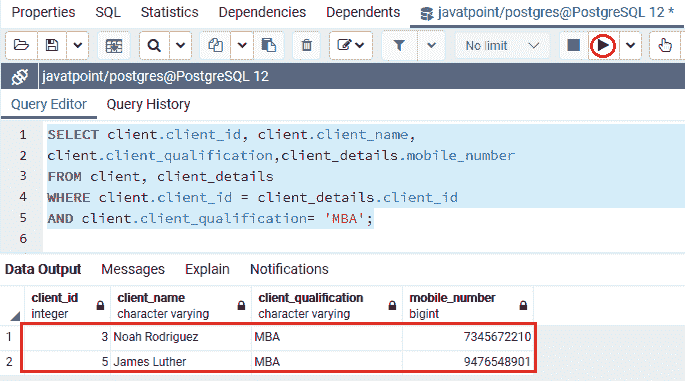 Properties SQL Statistics Dependencies Dependents javatpoint/postgres@PostgreSQL 12 *
No limit
javatpoint/postgres@PostgreSQL 12
Query Editor Query History
1 SELECT client.client_id, client.client_name,
2 client.client_qualification,client_details.mobile_number
3 FROM client, client_details
4 WHERE client.client_id = client_details.client_id
5 AND client.client_qualification= 'MBA';
6
Data Output Messages Explain Notifications
client_id client_name client_qualification mobile_number
integer character varying character varying bigint
1 3 Noah Rodriguez MBA 7345672210
2 5 James Luther MBA 9476548901